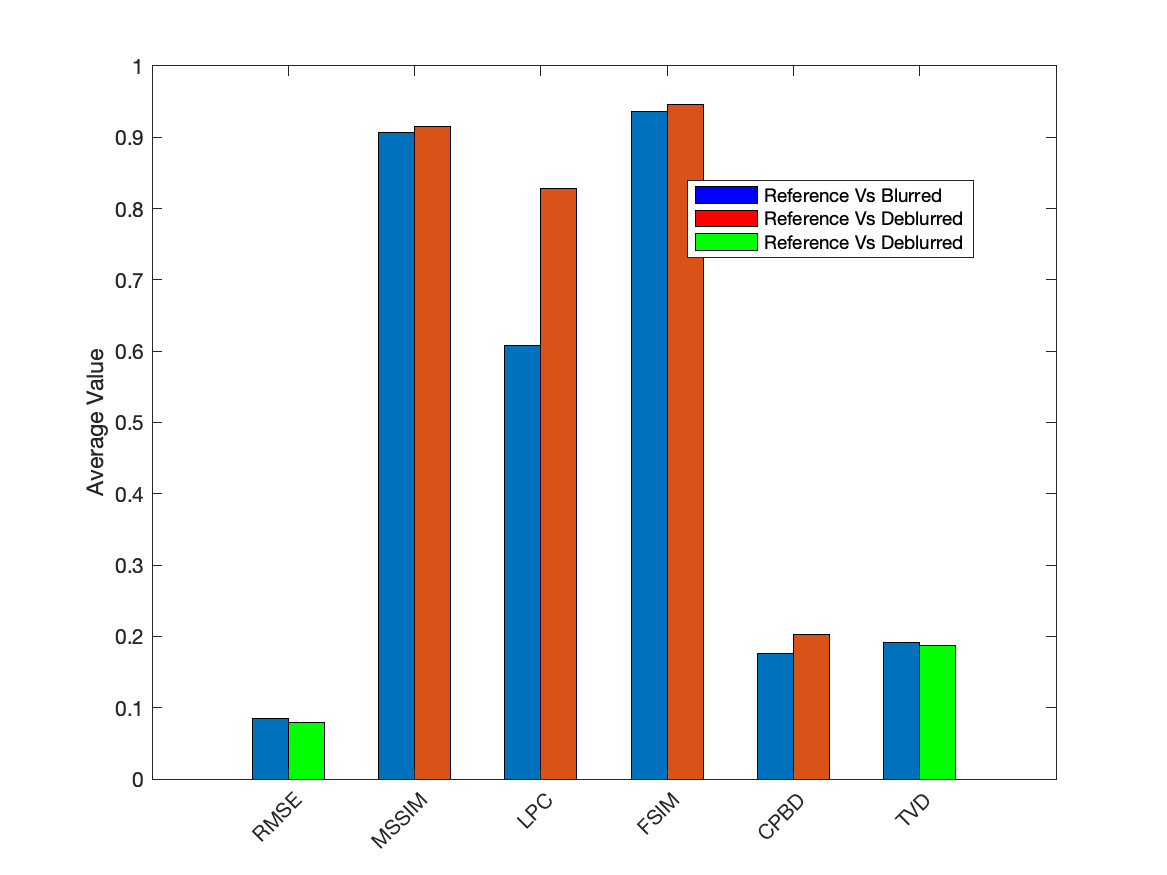 1
0.9
0.8
0.7
0.6
0.5
0.4
0.3
0.2
0.1
0
Average Value
Reference Vs Blurred
Reference Vs Deblurred
Reference Vs Deblurred
RMSE
MSSIM
LPC
FSIM
CPBD
TVD